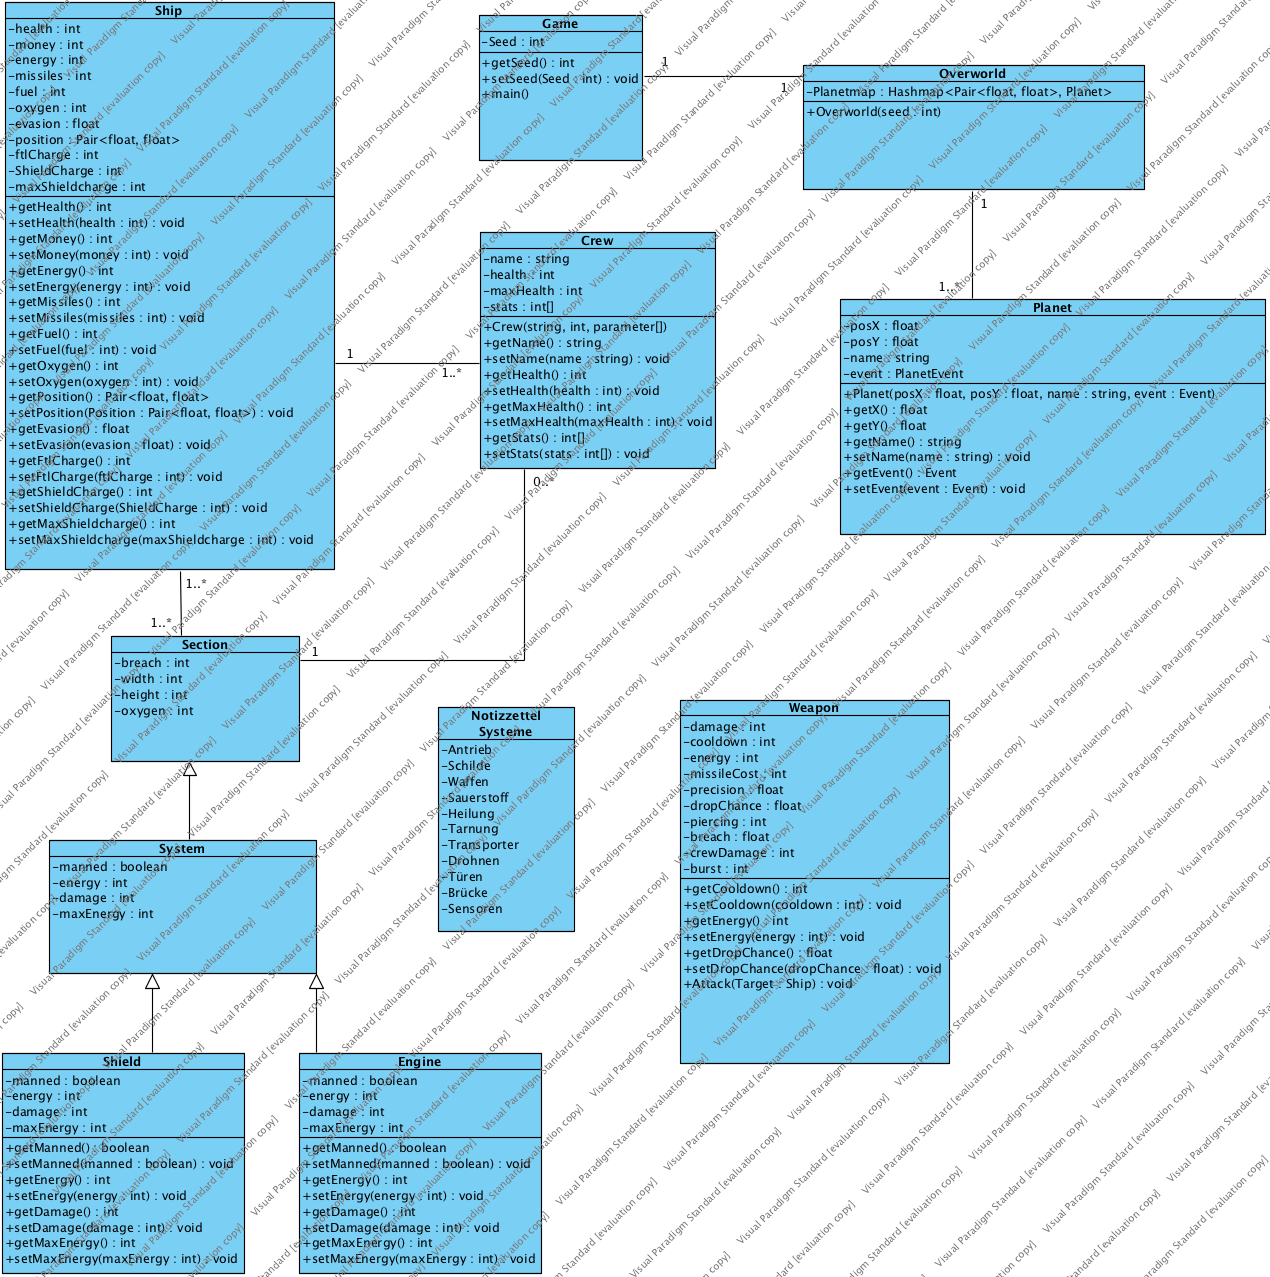 Ship
-health : int
-money : int
-energy : int
-missiles : int
-fuel : int
-oxygen : int
-evasion : float
-position : Pair<float, float>
-ftlCharge : int
-ShieldCharge : int
-maxShieldcharge : int
+getHealth() : int
+setHealth(health : int) : void
+getMoney() : int
+setMoney(money : int) : void
+getEnergy() : int
+setEnergy(energy : int) : void
+getMissiles() : int
+setMissiles(missiles : int) : void
+getFuel() : int
+setFuel(fuel : int) : void
+getOxygen() : int
+setOxygen(oxygen : int) : void
+getPosition() : Pair<float, float>
+setPosition(Position : Pair<float, float>) : void
+getEvasion() : float
+setEvasion(evasion : float) : void
+getFtlCharge() : int
+setFtlCharge(ftlCharge : int) : void
+getShieldCharge() : int
+setShieldCharge(ShieldCharge : int) : void
+getMaxShieldcharge() : int
+setMaxShieldcharge(maxShieldcharge : int) : void
Game
-Seed : int
+getSeed() : int
+setSeed(Seed : int) : void
+main()
1
1
Overworld
-Planetmap : Hashmap<Pair<float, float>, Planet>
+Overworld(seed : int)
1
1..*
Crew
-name : string
-health : int
-maxHealth : int
-stats : int[]
+Crew(string, int, parameter[])
+getName() : string
+setName(name : string) : void
+getHealth() : int
+setHealth(health : int) : void
+getMaxHealth() : int
+setMaxHealth(maxHealth : int) : void
+getStats() : int[]
+setStats(stats : int[]) : void
1
1..*
0..*
Planet
-posX : float
-posY : float
-name : string
-event : PlanetEvent
+Planet(posX : float, posY : float, name : string, event : Event)
+getX() : float
+getY() : float
+getName() : string
+setName(name : string) : void
+getEvent() : Event
+setEvent(event : Event) : void
1..*
1..*
Section
-breach : int
-width : int
-height : int
-oxygen : int
1
Notizzettel
Systeme
-Antrieb
-Schilde
-Waffen
-Sauerstoff
-Heilung
-Tarnung
-Transporter
-Drohnen
-Türen
-Brücke
-Sensoren
Weapon
-damage : int
-cooldown : int
-energy : int
-missileCost : int
-precision : float
-dropChance : float
-piercing : int
-breach : float
-crewDamage : int
-burst : int
+getCooldown() : int
+setCooldown(cooldown : int) : void
+getEnergy() : int
+setEnergy(energy : int) : void
+getDropChance() : float
+setDropChance(dropChance : float) : void
+Attack(Target : Ship) : void
System
-manned : boolean
-energy : int
-damage : int
-maxEnergy : int
Shield
-manned : boolean
-energy : int
-damage : int
-maxEnergy : int
+getManned() : boolean
+setManned(manned : boolean) : void
+getEnergy() : int
+setEnergy(energy : int) : void
+getDamage() : int
+setDamage(damage : int) : void
+getMaxEnergy() : int
+setMaxEnergy(maxEnergy : int) : void
Engine
-manned : boolean
-energy : int
-damage : int
-maxEnergy : int
+getManned() : boolean
+setManned(manned : boolean) : void
+getEnergy() : int
+setEnergy(energy : int) : void
+getDamage() : int
+setDamage(damage : int) : void
+getMaxEnergy() : int
+setMaxEnergy(maxEnergy : int) : void
Visual Paradigm Standard [evaluation copy]